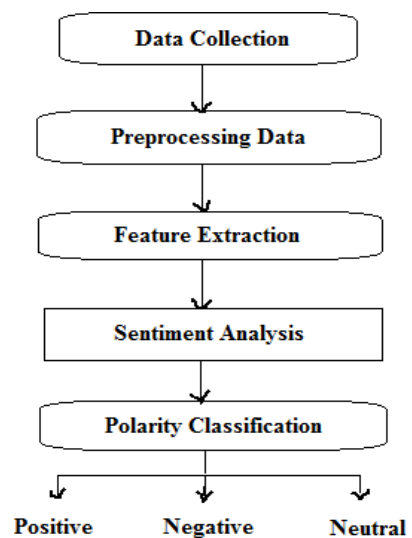 Data Collection
Preprocessing Data
Feature Extraction
Sentiment Analysis
Polarity Classification
Positive Negative Neutral